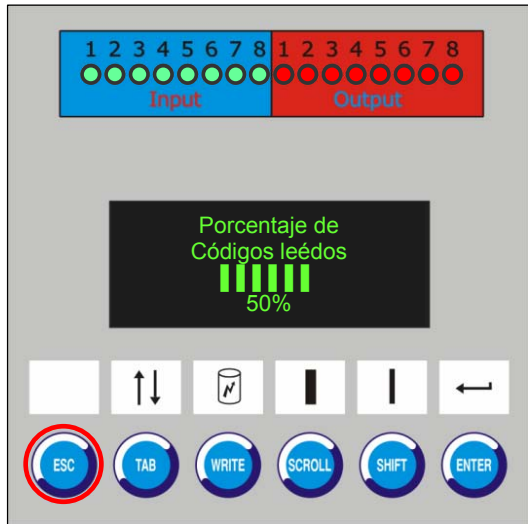 1 2 3 4 5 6 7 8 1 2 3 4 5 6 7 8
Input Output
Porcentaje de
Códigos leédos
50%
ESC TAB WRITE SCROLL SHIFT ENTER